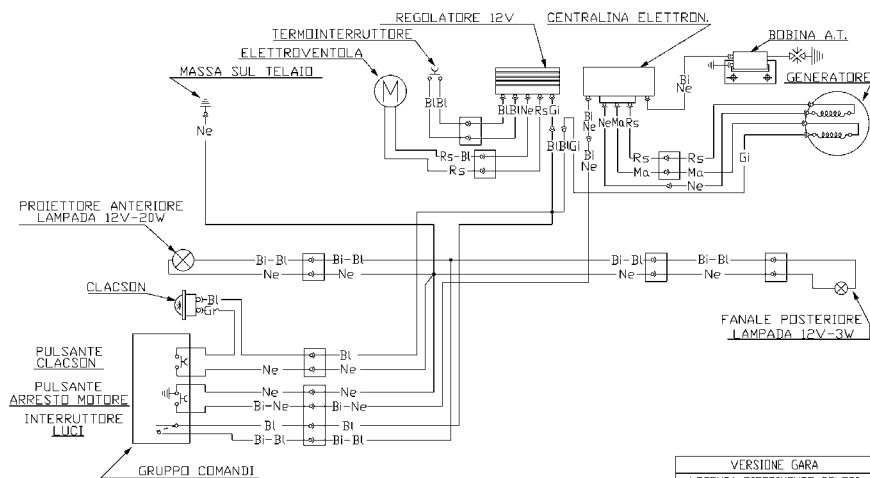 REGOLATORE 12V
CENTRALINA ELETTRON.
TERMOINTERRUTTORE
BOBINA A.T.
ELETTROVENTOLA
MASSA SUL TELAIO
GENERATORE
M
Bi
Ne
Bl Bl
Bl Bl Ne Rs Gi
Ne
Bi
Ne
Ne Ma Rs
Bl Bl Gi
Bi
Ne
Rs-Bl
Rs
Rs Rs
Ma Ma
Ne
Gi
PROIETTORE ANTERIORE
LAMPADA 12V-20W
Bi-Bl Bi-Bl Bi-Bl Bi-Bl
Ne Ne Ne Ne
CLACSON
Bl
Gr
FANALE POSTERIORE
LAMPADA 12V-3W
PULSANTE
CLACSON
Bl
Ne Ne
PULSANTE
ARRESTO MOTORE
Ne Ne
Bi-Ne Bi-Ne
INTERRUTTORE
LUCI
Bl Bl
Bi-Bl Bi-Bl
GRUPPO COMANDI
VERSIONE GARA